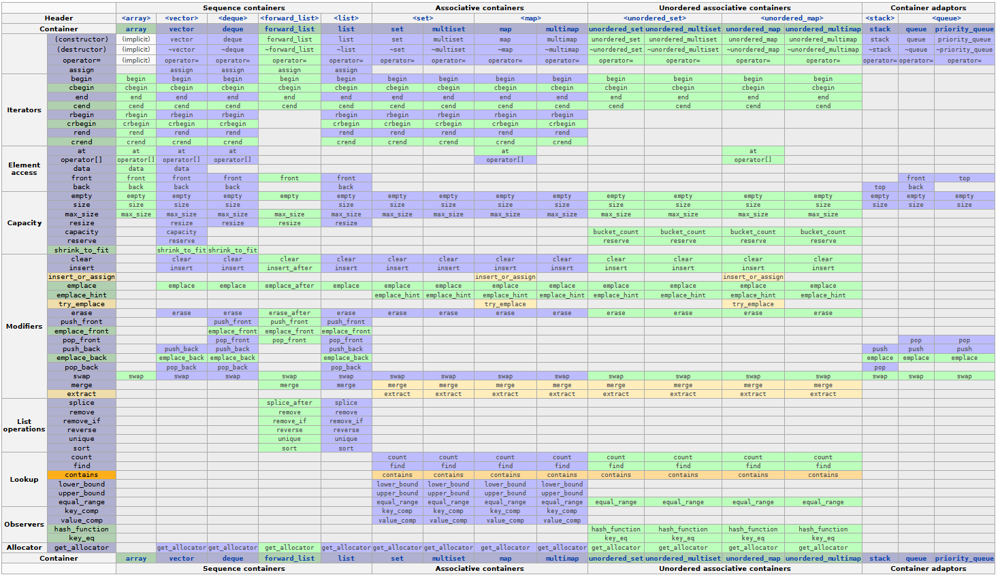 Sequence containers Associative containers Unordered associative containers Container adaptors
Header <array> <vector> <deque> <forward_list> <list> <set> <map> <unordered_set> <unordered_map> <stack> <queue>
Container array vector deque forward_list list set multiset map multimap unordered_set unordered_multiset unordered_map unordered_multimap stack queue priority_queue
(constructor) (implicit) vector deque forward_list list set multiset map multimap unordered_set unordered_multiset unordered_map unordered_multimap stack queue priority_queue
(destructor) (implicit) ~vector ~deque ~forward_list ~list ~set ~multiset ~map ~multimap ~unordered_set ~unordered_multiset ~unordered_map ~unordered_multimap ~stack ~queue ~priority_queue
operator= (implicit) operator= operator= operator= operator= operator= operator= operator= operator= operator= operator= operator= operator= operator= operator= operator=
assign assign assign assign assign
Iterators
begin begin begin begin begin begin begin begin begin begin begin begin begin begin
cbegin cbegin cbegin cbegin cbegin cbegin cbegin cbegin cbegin cbegin cbegin cbegin cbegin cbegin
end end end end end end end end end end end end end end
cend cend cend cend cend cend cend cend cend cend cend cend cend cend
rbegin rbegin rbegin rbegin rbegin rbegin rbegin rbegin rbegin
crbegin crbegin crbegin crbegin crbegin crbegin crbegin crbegin crbegin
rend rend rend rend rend rend rend rend rend
crend crend crend crend crend crend crend crend crend
Element
access
at at at at at at
operator[] operator[] operator[] operator[] operator[] operator[]
data data data
front front front front front front front top
back back back back back top back
Capacity
empty empty empty empty empty empty empty empty empty empty empty empty empty empty empty empty empty
size size size size size size size size size size size size size size size size
max_size max_size max_size max_size max_size max_size max_size max_size max_size max_size max_size max_size max_size max_size
resize resize resize resize resize
capacity capacity bucket_count bucket_count bucket_count bucket_count
reserve reserve reserve reserve reserve reserve
shrink_to_fit shrink_to_fit shrink_to_fit
Modifiers
clear clear clear clear clear clear clear clear clear clear clear clear clear
insert insert insert insert_after insert insert insert insert insert insert insert insert insert
insert_or_assign insert_or_assign insert_or_assign
emplace emplace emplace emplace_after emplace emplace emplace emplace emplace emplace emplace emplace emplace
emplace_hint emplace_hint emplace_hint emplace_hint emplace_hint emplace_hint emplace_hint emplace_hint emplace_hint
try_emplace try_emplace try_emplace
erase erase erase erase_after erase erase erase erase erase erase erase erase erase
push_front push_front push_front push_front
emplace_front emplace_front emplace_front emplace_front
pop_front pop_front pop_front pop_front pop pop
push_back push_back push_back push_back push push push
emplace_back emplace_back emplace_back emplace_back emplace emplace emplace
pop_back pop_back pop_back pop_back pop
swap swap swap swap swap swap swap swap swap swap swap swap swap swap swap swap swap
merge merge merge merge merge merge merge merge merge merge merge
extract extract extract extract extract extract extract extract extract
List
operations
splice splice_after splice
remove remove remove
remove_if remove_if remove_if
reverse reverse reverse
unique unique unique
sort sort sort
Lookup
count count count count count count count count count
find find find find find find find find find
contains contains contains contains contains contains contains contains contains
lower_bound lower_bound lower_bound lower_bound lower_bound
upper_bound upper_bound upper_bound upper_bound upper_bound
equal_range equal_range equal_range equal_range equal_range equal_range equal_range equal_range equal_range
Observers
key_comp key_comp key_comp key_comp key_comp
value_comp value_comp value_comp value_comp value_comp
hash_function hash_function hash_function hash_function hash_function
key_eq key_eq key_eq key_eq key_eq
Allocator get_allocator get_allocator get_allocator get_allocator get_allocator get_allocator get_allocator get_allocator get_allocator get_allocator get_allocator get_allocator get_allocator
Container array vector deque forward_list list set multiset map multimap unordered_set unordered_multiset unordered_map unordered_multimap stack queue priority_queue
Sequence containers Associative containers Unordered associative containers Container adaptors